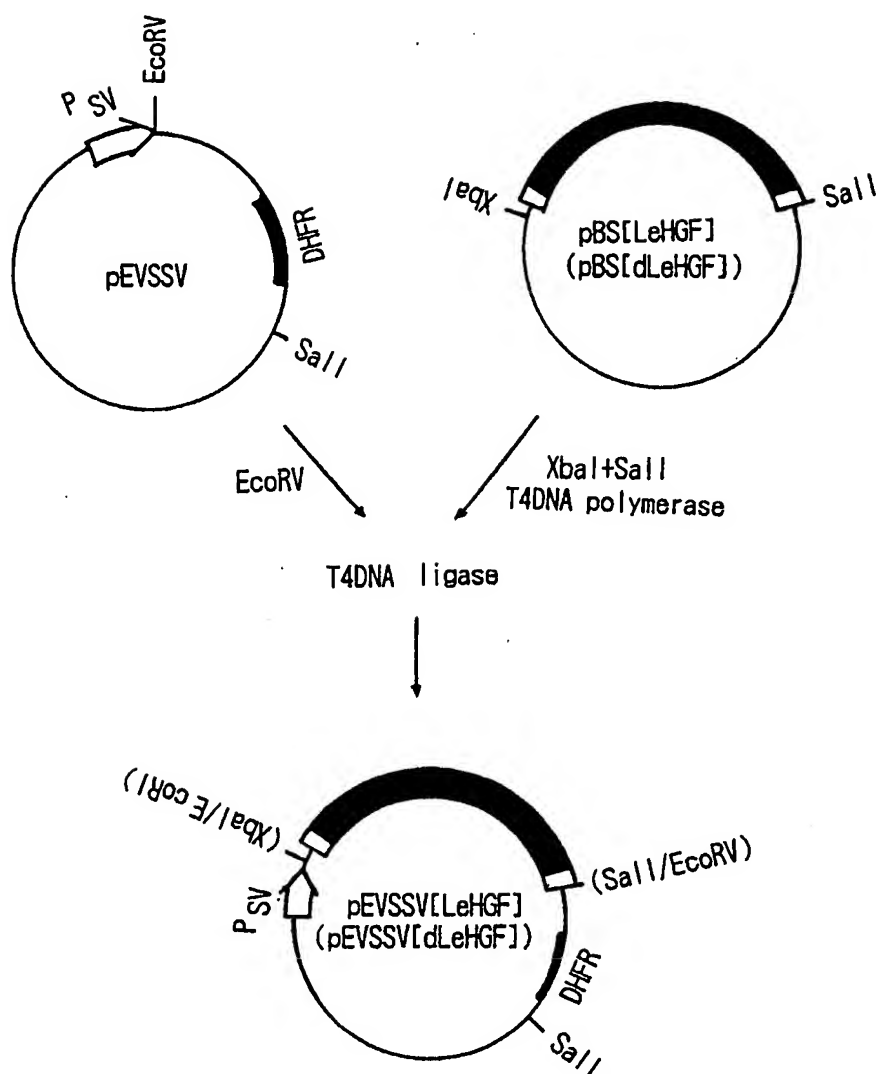 EcoRV
P SV
DHFR
pEVSSV
SalI
XbaI
SalI
pBS[LeHGF]
(pBS[dLeHGF])
EcoRV
XbaI+SalI
T4DNA polymerase
T4DNA ligase
(XbaI/EcoRI)
(SalI/EcoRV)
P SV
pEVSSV[LeHGF]
(pEVSSV[dLeHGF])
DHFR
SalI